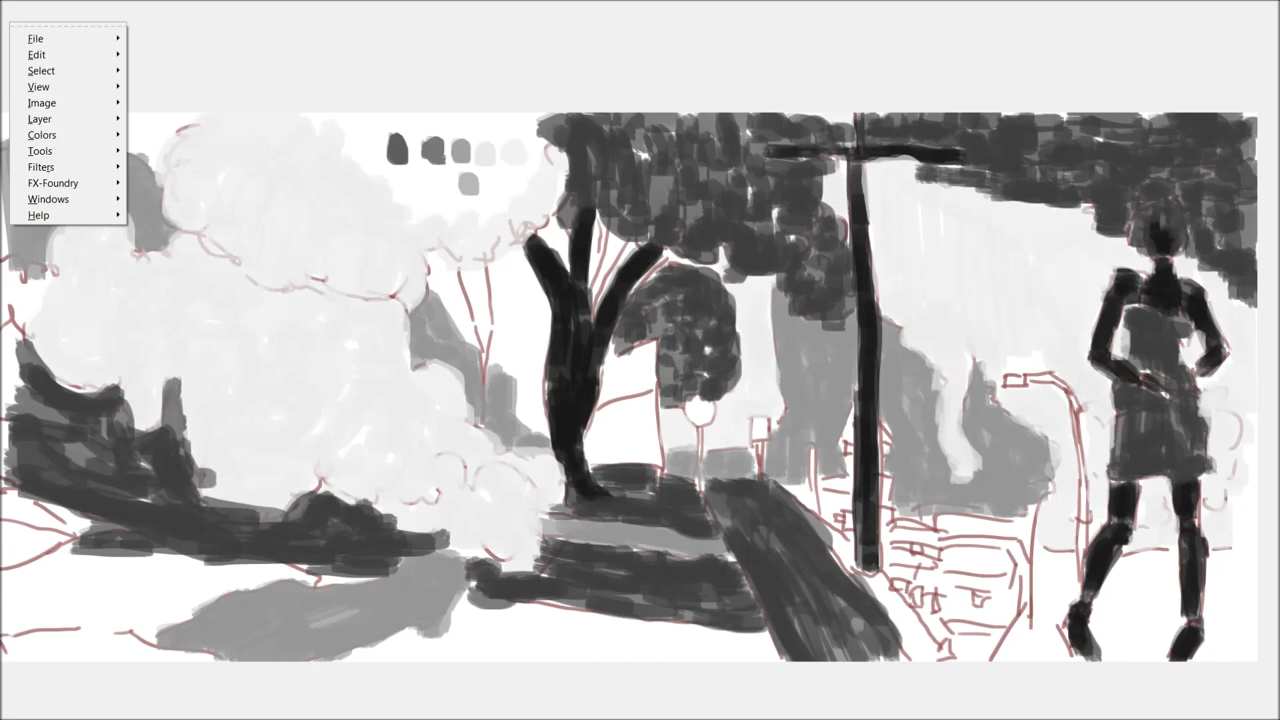 File
Edit
Select
View
Image
Layer
Colors
Tools
Filters
FX-Foundry
Windows
Help